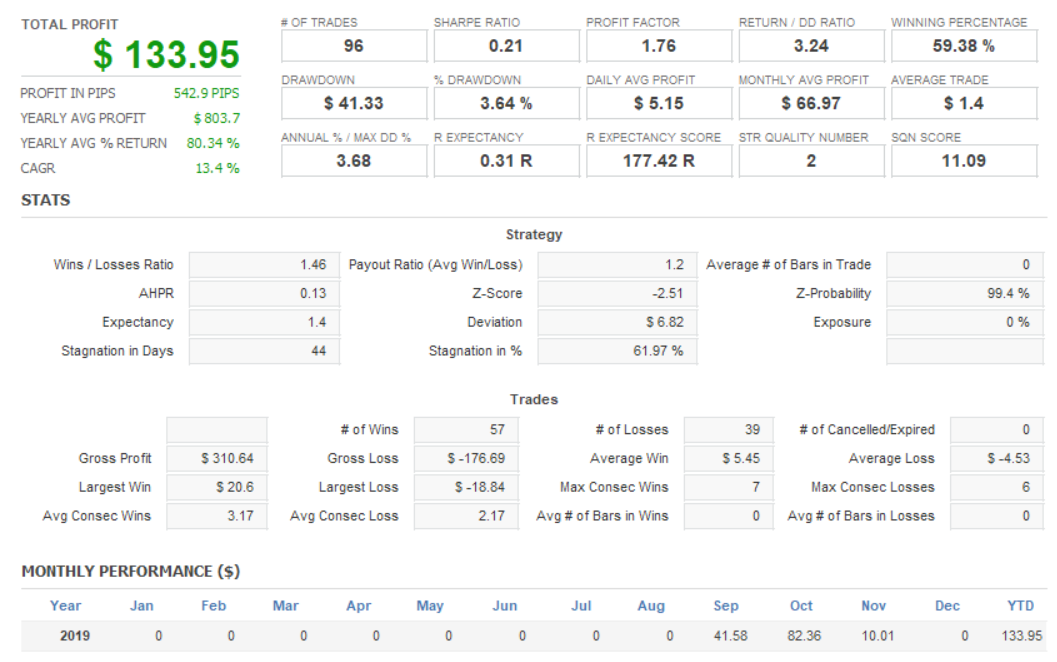 TOTAL PROFIT
$ 133.95
PROFIT IN PIPS 542.9 PIPS
YEARLY AVG PROFIT $ 803.7
YEARLY AVG % RETURN 80.34 %
CAGR 13.4 %
# OF TRADES SHARPE RATIO PROFIT FACTOR RETURN / DD RATIO WINNING PERCENTAGE
96 0.21 1.76 3.24 59.38 %
DRAWDOWN % DRAWDOWN DAILY AVG PROFIT MONTHLY AVG PROFIT AVERAGE TRADE
$ 41.33 3.64 % $ 5.15 $ 66.97 $ 1.4
ANNUAL % / MAX DD % R EXPECTANCY R EXPECTANCY SCORE STR QUALITY NUMBER SQN SCORE
3.68 0.31 R 177.42 R 2 11.09
STATS
Strategy
Wins / Losses Ratio 1.46 Payout Ratio (Avg Win/Loss) 1.2 Average # of Bars in Trade 0
AHPR 0.13 Z-Score -2.51 Z-Probability 99.4 %
Expectancy 1.4 Deviation $ 6.82 Exposure 0 %
Stagnation in Days 44 Stagnation in % 61.97 %
Trades
# of Wins 57 # of Losses 39 # of Cancelled/Expired 0
Gross Profit $ 310.64 Gross Loss $ -176.69 Average Win $ 5.45 Average Loss $ -4.53
Largest Win $ 20.6 Largest Loss $ -18.84 Max Consec Wins 7 Max Consec Losses 6
Avg Consec Wins 3.17 Avg Consec Loss 2.17 Avg # of Bars in Wins 0 Avg # of Bars in Losses 0
MONTHLY PERFORMANCE ($)
Year Jan Feb Mar Apr May Jun Jul Aug Sep Oct Nov Dec YTD
2019 0 0 0 0 0 0 0 0 41.58 82.36 10.01 0 133.95